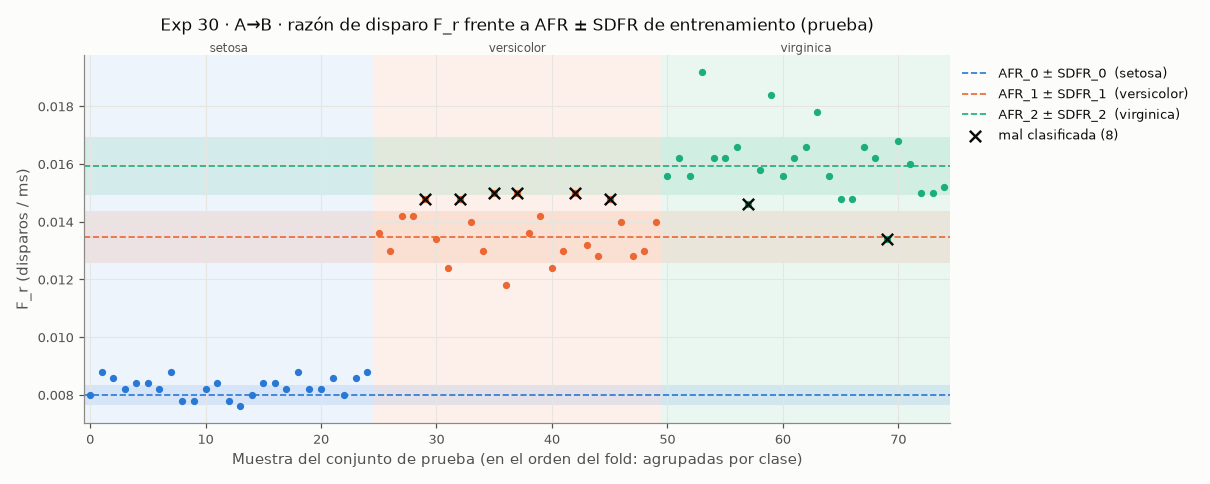 Exp 30 · A→B · razón de disparo F_r frente a AFR ± SDFR de entrenamiento (prueba)
setosa
versicolor
virginica
AFR_0 ± SDFR_0 (setosa)
AFR_1 ± SDFR_1 (versicolor)
AFR_2 ± SDFR_2 (virginica)
mal clasificada (8)
F_r (disparos / ms)
0.018
0.016
0.014
0.012
0.010
0.008
0 10 20 30 40 50 60 70
Muestra del conjunto de prueba (en el orden del fold: agrupadas por clase)